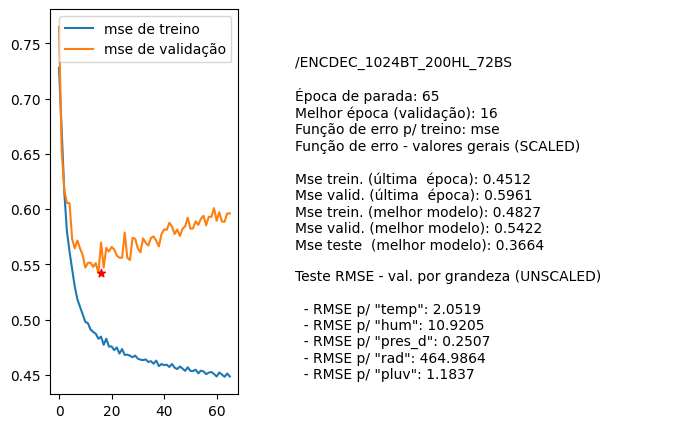 mse de treino
mse de validação
0.75
0.70
0.65
0.60
0.55
0.50
0.45
0
20
40
60
/ENCDEC_1024BT_200HL_72BS
Época de parada: 65
Melhor época (validação): 16
Função de erro p/ treino: mse
Função de erro - valores gerais (SCALED)
Mse trein. (última  época): 0.4512
Mse valid. (última  época): 0.5961
Mse trein. (melhor modelo): 0.4827
Mse valid. (melhor modelo): 0.5422
Mse teste  (melhor modelo): 0.3664
Teste RMSE - val. por grandeza (UNSCALED)
- RMSE p/ "temp": 2.0519
- RMSE p/ "hum": 10.9205
- RMSE p/ "pres_d": 0.2507
- RMSE p/ "rad": 464.9864
- RMSE p/ "pluv": 1.1837